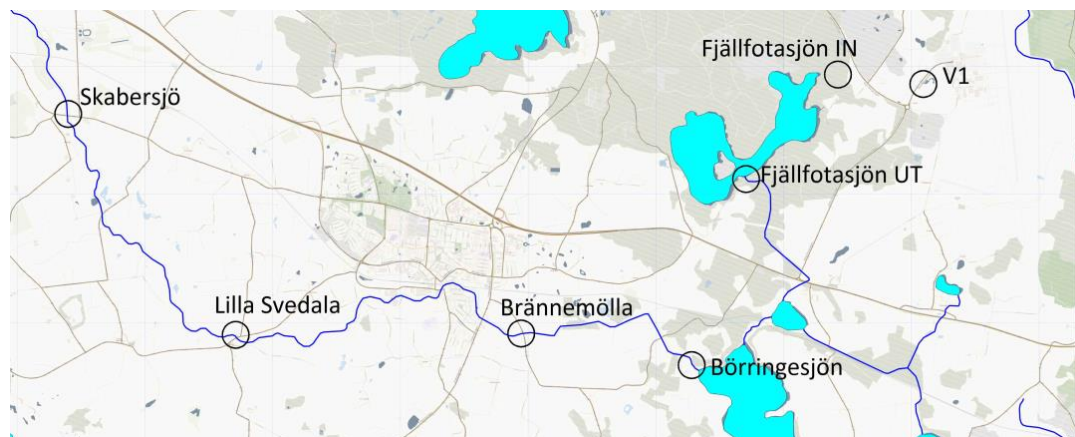 Fjällfotasjön IN
V1
Skabersjö
Fjällfotasjön UT
Lilla Svedala
Brännemölla
Börringesjön